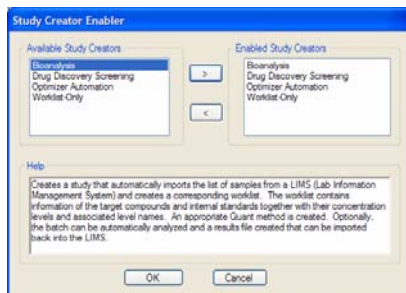 Study Creator Enabler
Available Study Creators
Bioanalysis
Drug Discovery Screening
Optimizer Automation
Worklist-Only
>
<
Enabled Study Creators
Bioanalysis
Drug Discovery Screening
Optimizer Automation
Worklist-Only
Help
Creates a study that automatically imports the list of samples from a LIMS (Lab Information
Management System) and creates a corresponding worklist. The worklist contains
information of the target compounds and internal standards together with their concentration
levels and associated level names. An appropriate Quant method is created. Optionally,
the batch can be automatically analyzed and a results file created that can be imported
back into the LIMS.
OK
Cancel